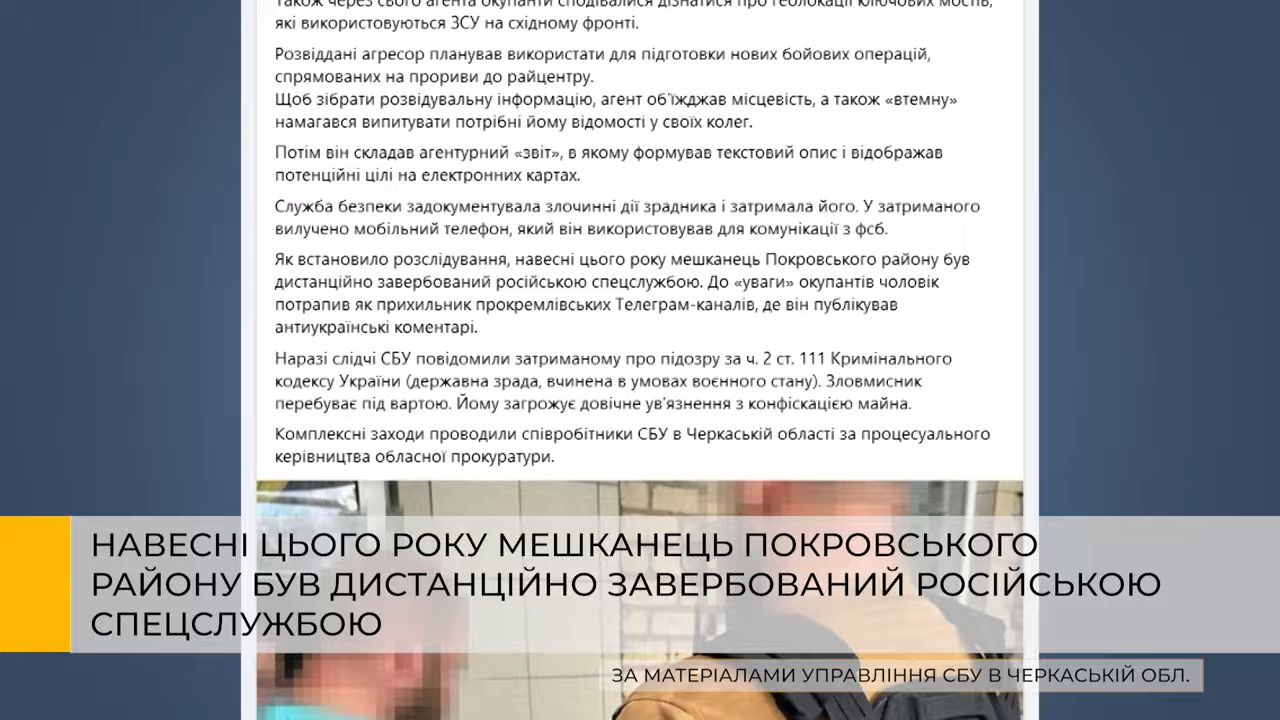 також через свого агента окупанти сподівалися дізнатися про геолокації ключових мостів,
які використовуються ЗСУ на східному фронті.
Розвіддані агресор планував використати для підготовки нових бойових операцій,
спрямованих на прориви до райцентру.
Щоб зібрати розвідувальну інформацію, агент об'їжджав місцевість, а також «втемну»
намагався випитувати потрібні йому відомості у своїх колег.
Потім він складав агентурний «звіт», в якому формував текстовий опис і відображав
потенційні цілі на електронних картах.
Служба безпеки задокументувала злочинні дії зрадника і затримала його. У затриманого
вилучено мобільний телефон, який він використовував для комунікації з фсб.
Як встановило розслідування, навесні цього року мешканець Покровського району був
дистанційно завербований російською спецслужбою. До «уваги» окупантів чоловік
потрапив як прихильник прокремлівських Телеграм-каналів, де він публікував
антиукраїнські коментарі.
Наразі слідчі СБУ повідомили затриманому про підозру за ч. 2 ст. 111 Кримінального
кодексу України (державна зрада, вчинена в умовах воєнного стану). Зловмисник
перебуває під вартою. Йому загрожує довічне ув'язнення з конфіскацією майна.
Комплексні заходи проводили співробітники СБУ в Черкаській області за процесуального
керівництва обласної прокуратури.
НАВЕСНІ ЦЬОГО РОКУ МЕШКАНЕЦЬ ПОКРОВСЬКОГО
РАЙОНУ БУВ ДИСТАНЦІЙНО ЗАВЕРБОВАНИЙ РОСІЙСЬКОЮ
СПЕЦСЛУЖБОЮ
ЗА МАТЕРІАЛАМИ УПРАВЛІННЯ СБУ В ЧЕРКАСЬКІЙ ОБЛ.